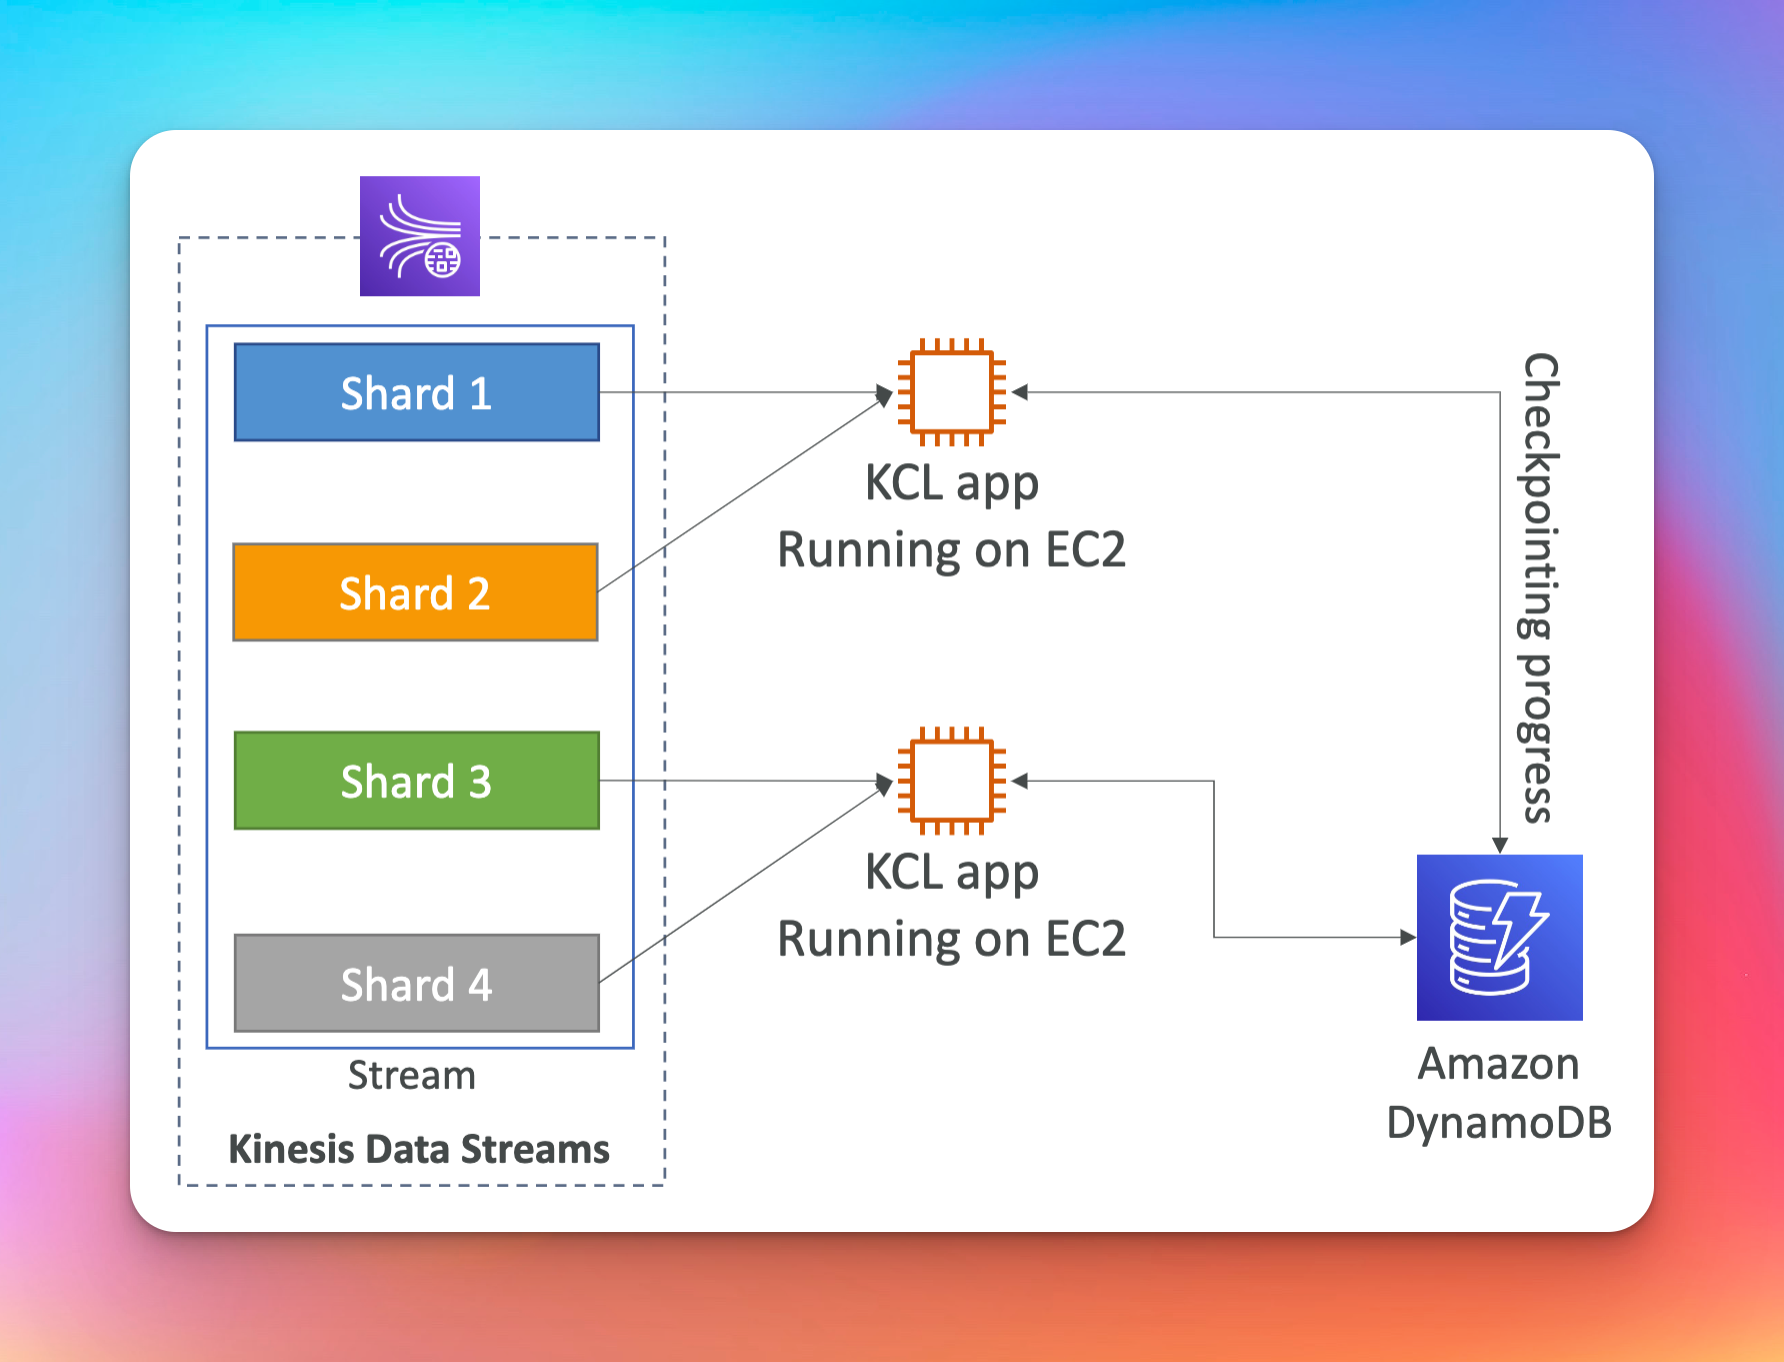 Shard 1
Shard 2
Shard 3
Shard 4
Stream
Kinesis Data Streams
KCL app
Running on EC2
KCL app
Running on EC2
Checkpointing progress
Amazon
DynamoDB